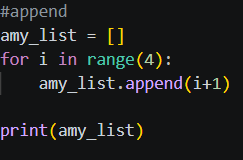 #append
amy_list = []
for i in range(4):
    amy_list.append(i+1)

print(amy_list)